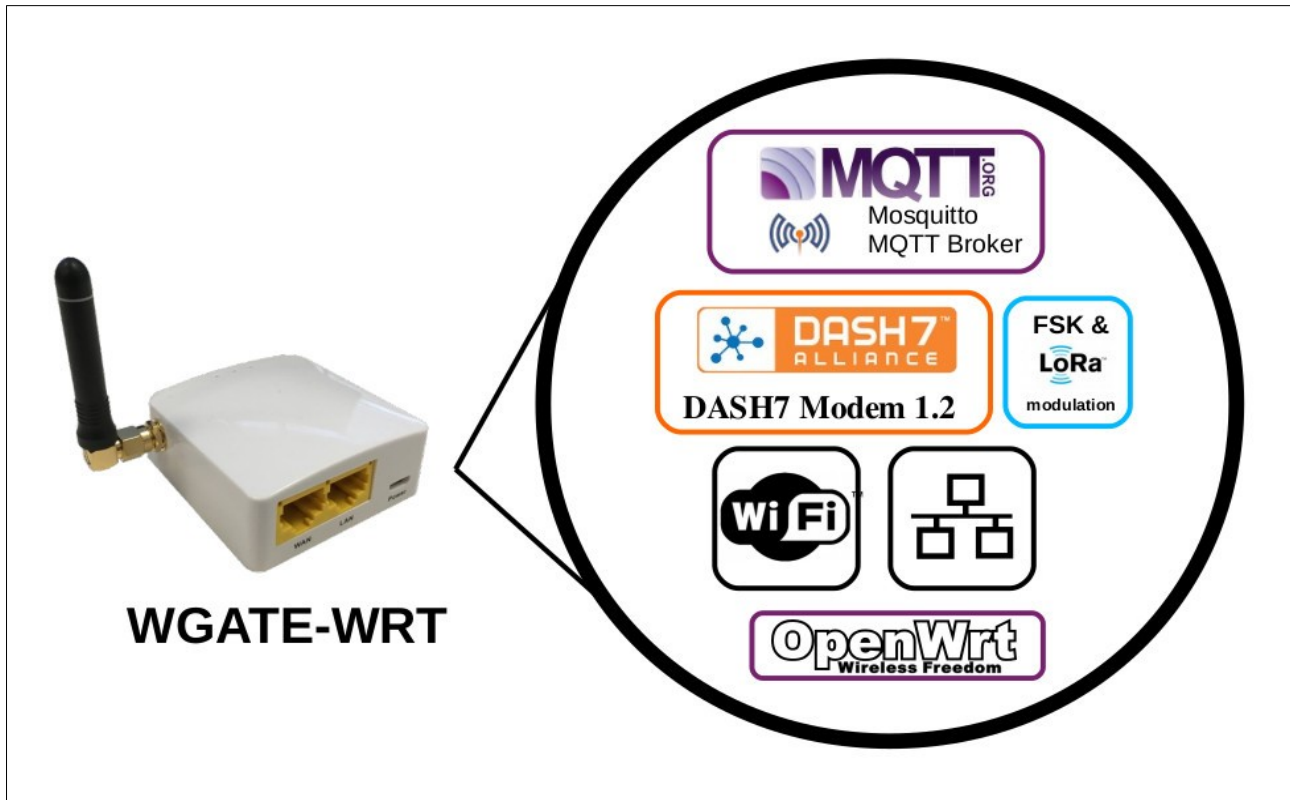 MQTT.ORG
Mosquitto
MQTT Broker
DASH7™
ALLIANCE
DASH7 Modem 1.2
FSK &
LoRa™
modulation
WiFi™
Power
LAN
WAN
WGATE-WRT
OpenWrt
Wireless Freedom